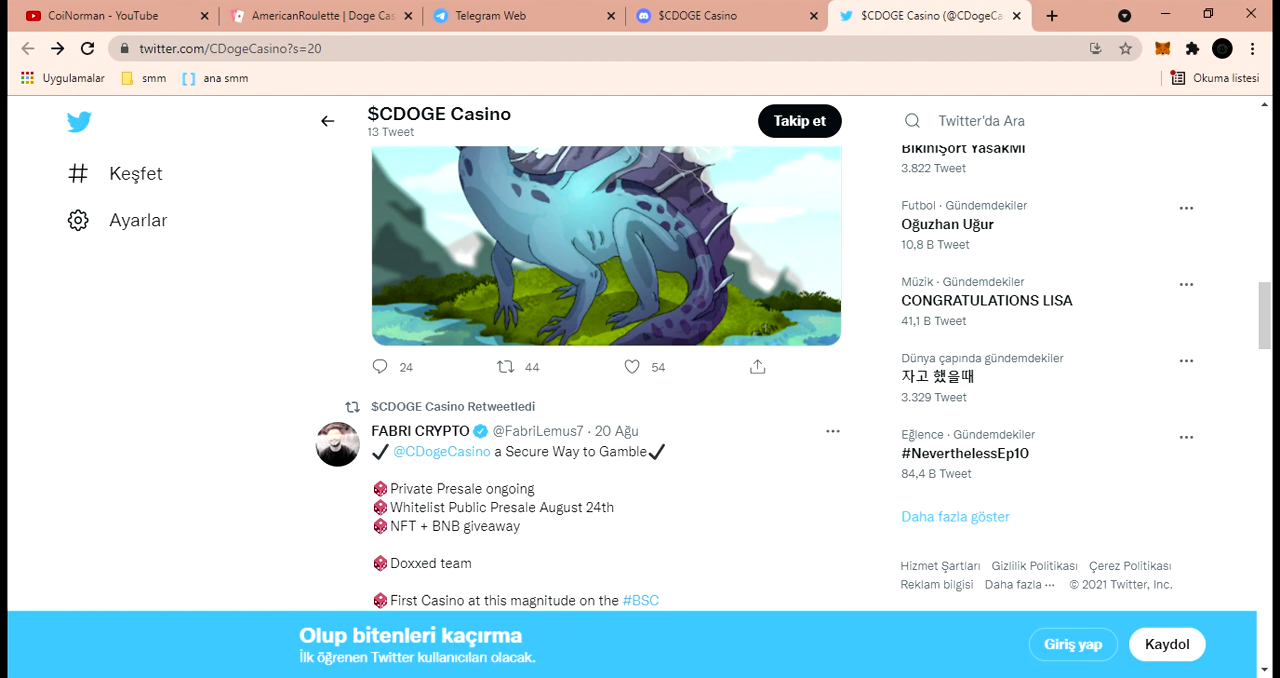 CoiNorman - YouTube
AmericanRoulette | Doge Cas
Telegram Web
$CDOGE Casino
$CDOGE Casino (@CDogeCa
twitter.com/CDogeCasino?s=20
Uygulamalar
smm
ana smm
Okuma listesi
$CDOGE Casino
13 Tweet
Takip et
Twitter'da Ara
Keşfet
Ayarlar
BikiniŞort YasakMı
3.822 Tweet
Futbol · Gündemdekiler
Oğuzhan Uğur
10,8 B Tweet
Müzik · Gündemdekiler
CONGRATULATIONS LISA
41,1 B Tweet
Dünya çapında gündemdekiler
자고 했을때
3.329 Tweet
Eğlence · Gündemdekiler
#NeverthelessEp10
84,4 B Tweet
Daha fazla göster
Hizmet Şartları Gizlilik Politikası Çerez Politikası
Reklam bilgisi Daha fazla ··· © 2021 Twitter, Inc.
24 44 54
$CDOGE Casino Retweetledi
FABRI CRYPTO @FabriLemus7 · 20 Ağu
✔ @CDogeCasino a Secure Way to Gamble✔
Private Presale ongoing
Whitelist Public Presale August 24th
NFT + BNB giveaway
Doxxed team
First Casino at this magnitude on the #BSC
Olup bitenleri kaçırma
İlk öğrenen Twitter kullanıcıları olacak.
Giriş yap
Kaydol